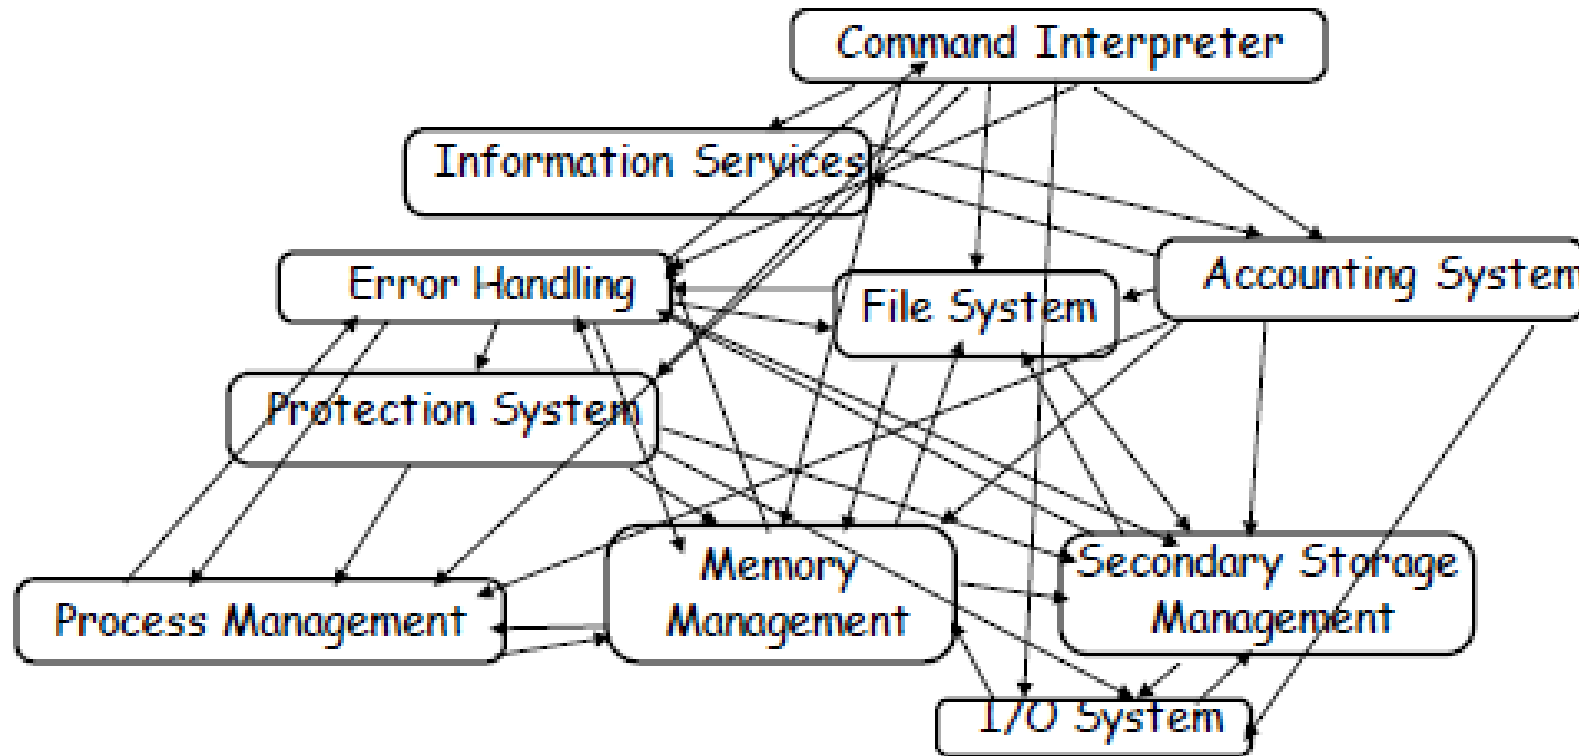 Command Interpreter
Information Services
Error Handling
File System
Accounting System
Protection System
Process Management
Memory
Management
Secondary Storage
Management
I/O System